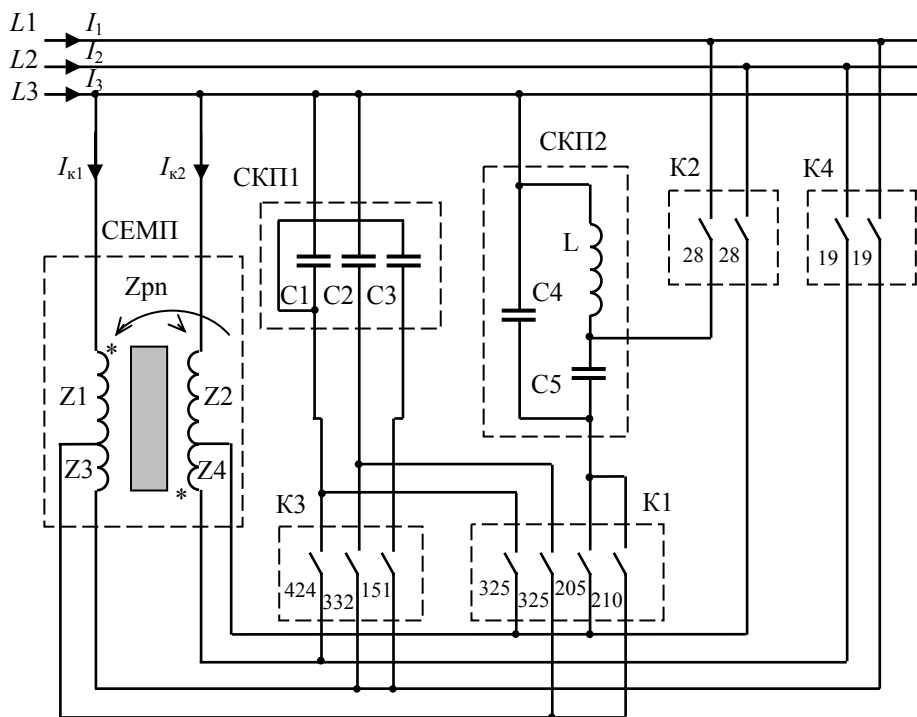 L1 I1
L2 I2
L3 I3
Iк1 Iк2
СКП1
СКП2
К2 К4
СЕМП
L
28 28 19 19
Zpn
C1 C2 C3
C4
*
C5
Z1 Z2
Z3 Z4
*
К3
К1
424 332 151
325 325 205 210